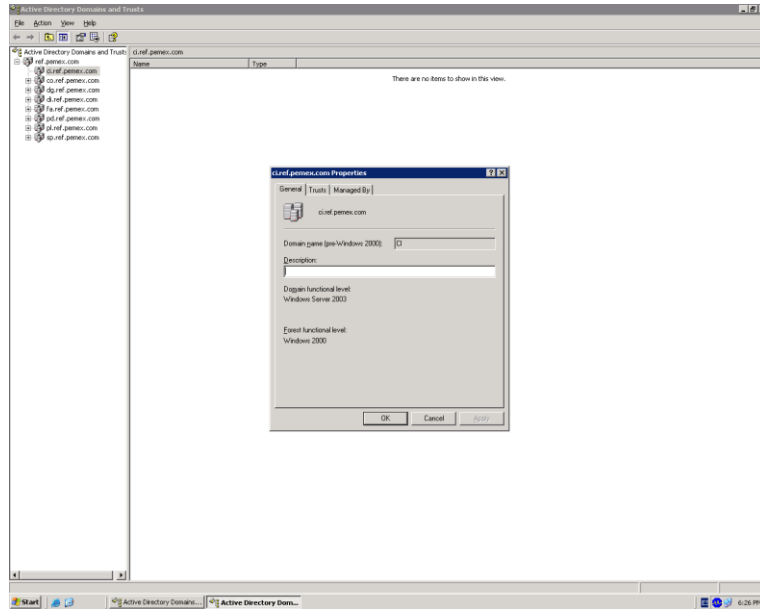 Active Directory Domains and Trusts
File Action View Help
Active Directory Domains and Trusts
ref.pemex.com
ci.ref.pemex.com
co.ref.pemex.com
dg.ref.pemex.com
di.ref.pemex.com
fa.ref.pemex.com
pd.ref.pemex.com
pl.ref.pemex.com
sp.ref.pemex.com
ci.ref.pemex.com
Name Type
There are no items to show in this view.
ci.ref.pemex.com Properties
General Trusts Managed By
ci.ref.pemex.com
Domain name (pre-Windows 2000): CI
Description:
Domain functional level:
Windows Server 2003
Forest functional level:
Windows 2000
OK Cancel Apply
Start Active Directory Domains... Active Directory Dom... 6:26 PM